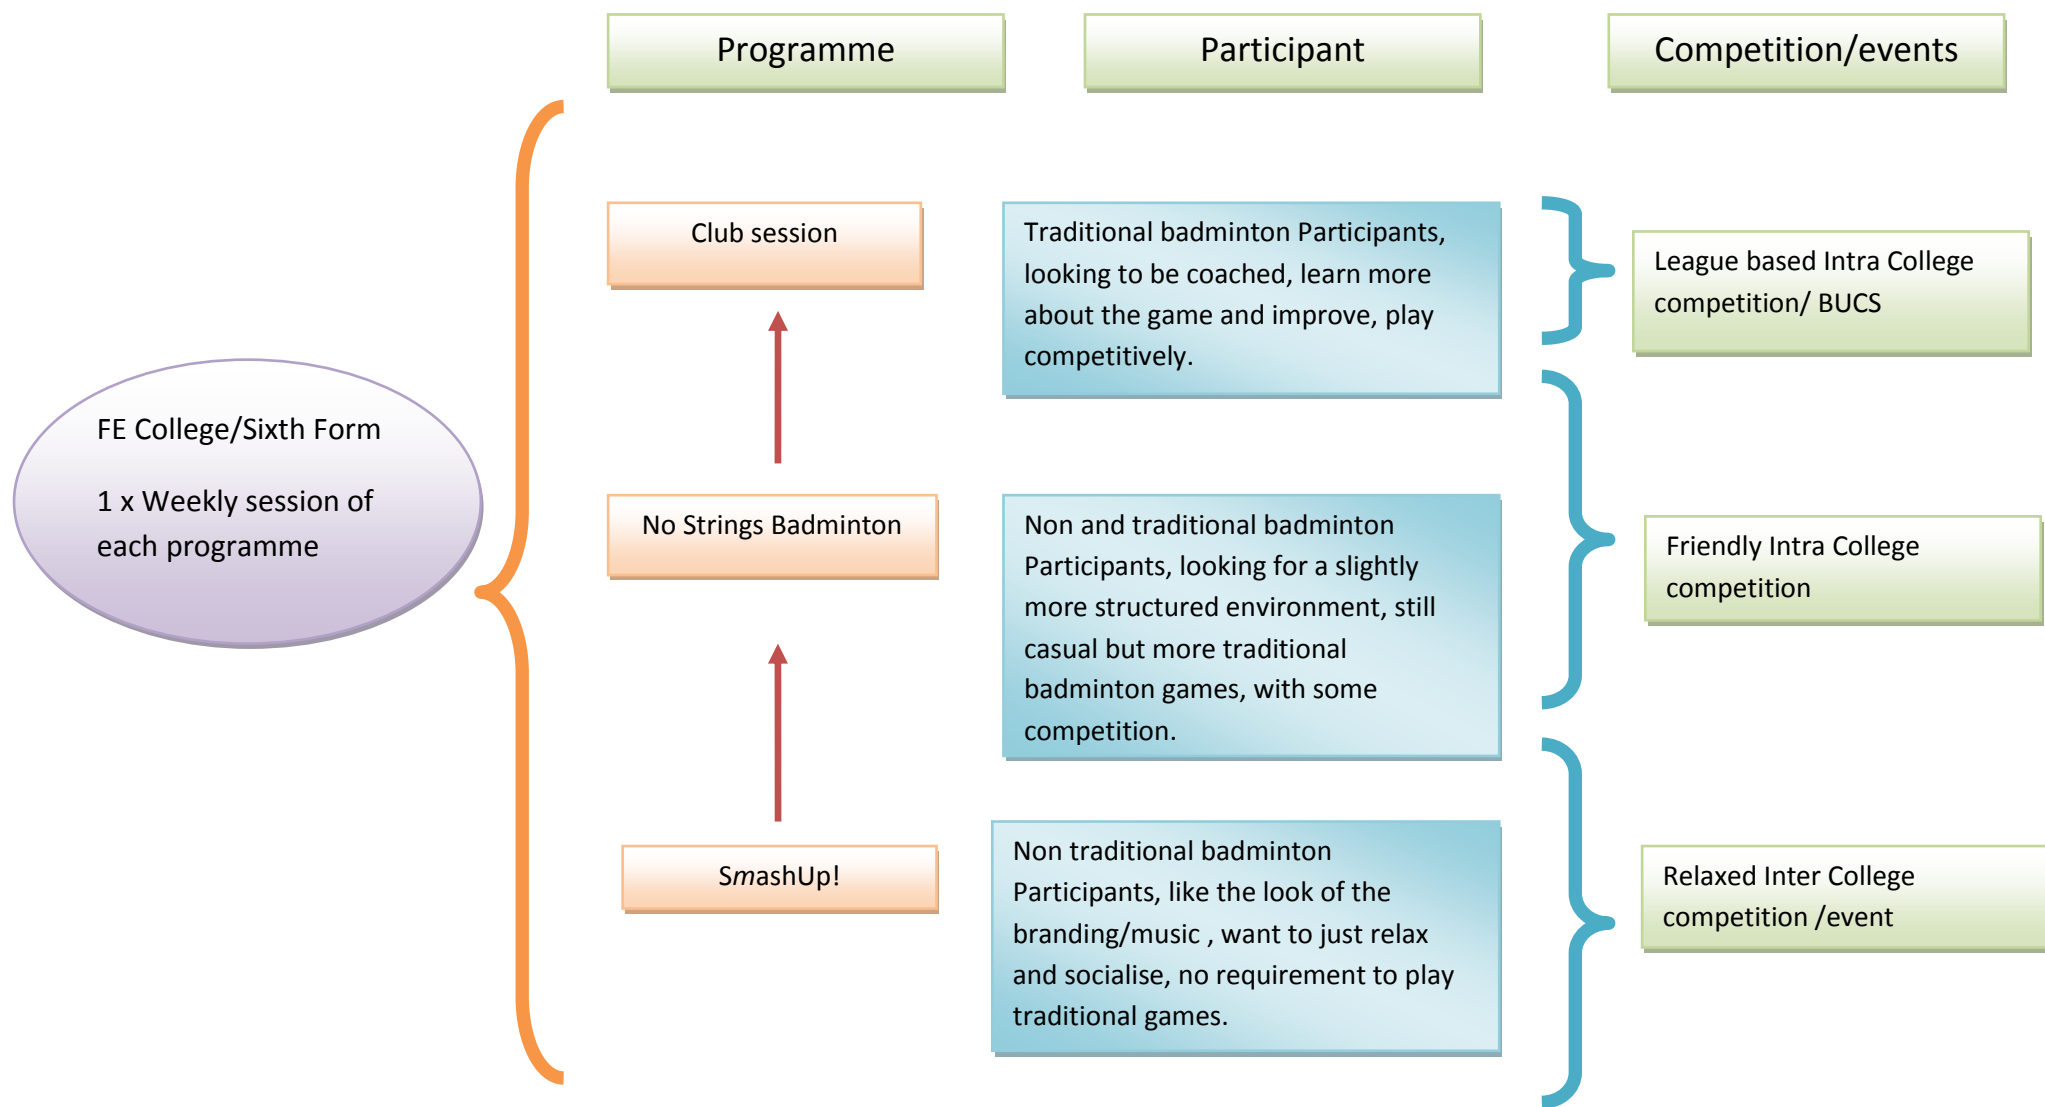 Programme
Participant
Competition/events
FE College/Sixth Form
1 x Weekly session of
each programme
Club session
Traditional badminton Participants,
looking to be coached, learn more
about the game and improve, play
competitively.
League based Intra College
competition/ BUCS
No Strings Badminton
Non and traditional badminton
Participants, looking for a slightly
more structured environment, still
casual but more traditional
badminton games, with some
competition.
Friendly Intra College
competition
SmashUp!
Non traditional badminton
Participants, like the look of the
branding/music , want to just relax
and socialise, no requirement to play
traditional games.
Relaxed Inter College
competition /event